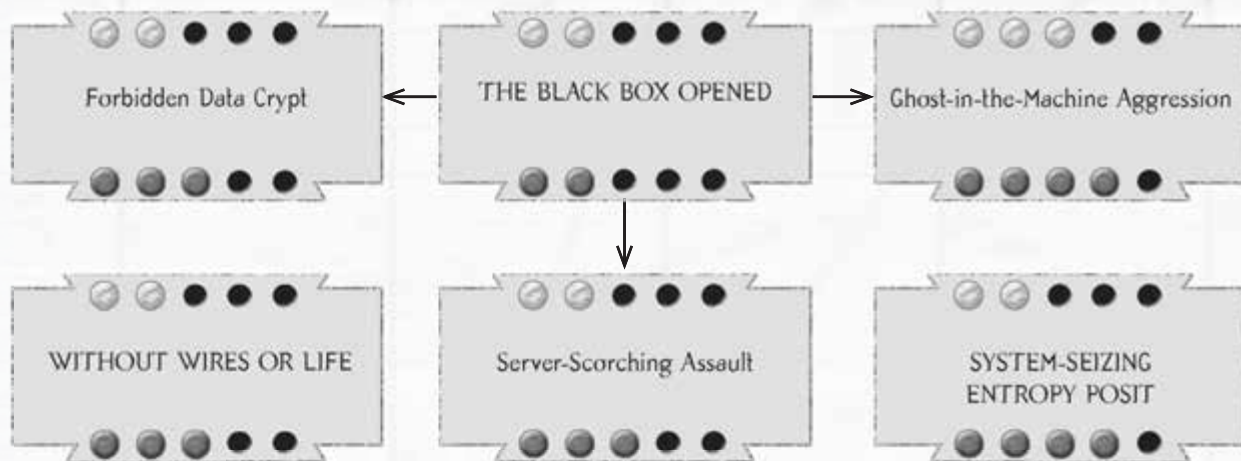 Forbidden Data Crypt
THE BLACK BOX OPENED
Ghost-in-the-Machine Aggression
WITHOUT WIRES OR LIFE
Server-Scorching Assault
SYSTEM-SEIZING
ENTROPY POSIT